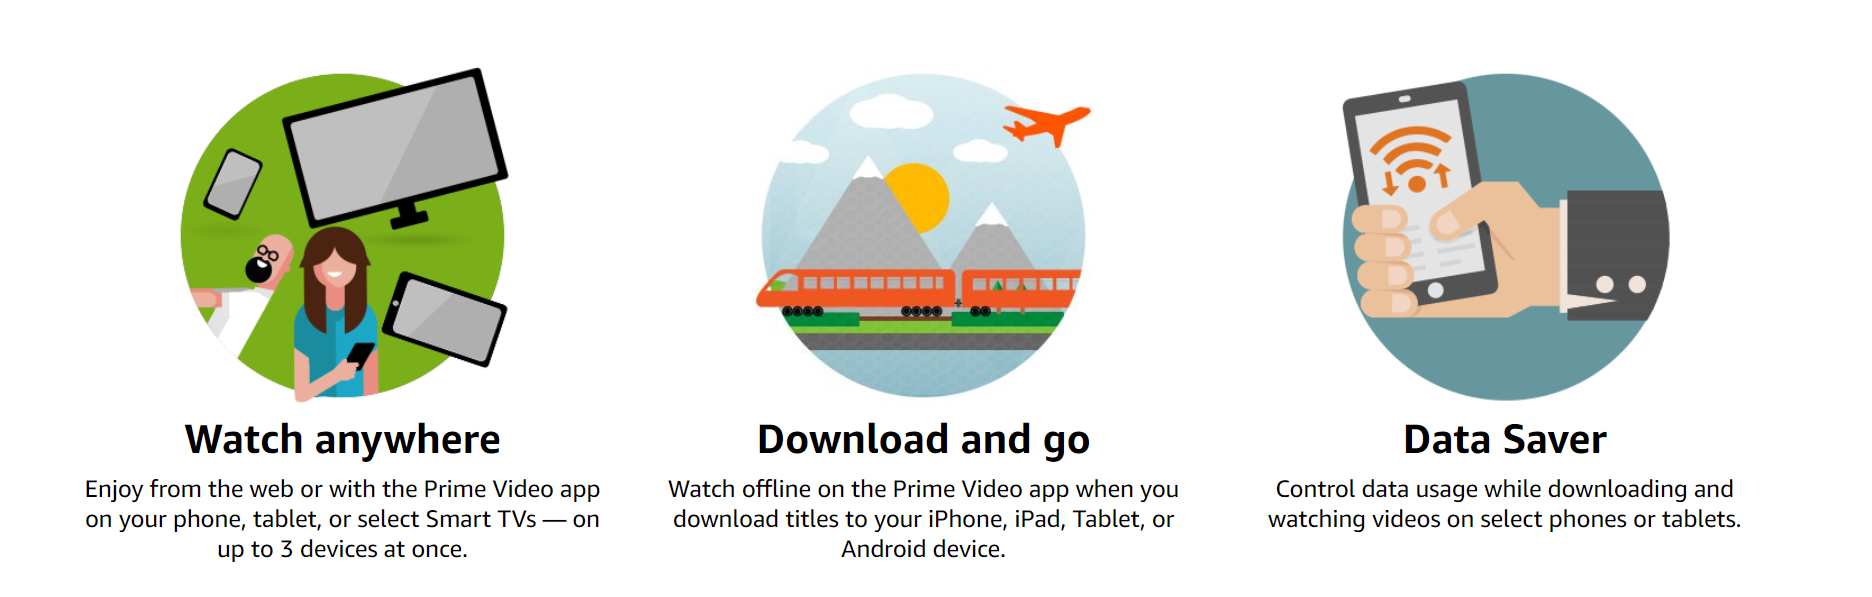 Watch anywhere
Enjoy from the web or with the Prime Video app
on your phone, tablet, or select Smart TVs — on
up to 3 devices at once.
Download and go
Watch offline on the Prime Video app when you
download titles to your iPhone, iPad, Tablet, or
Android device.
Data Saver
Control data usage while downloading and
watching videos on select phones or tablets.